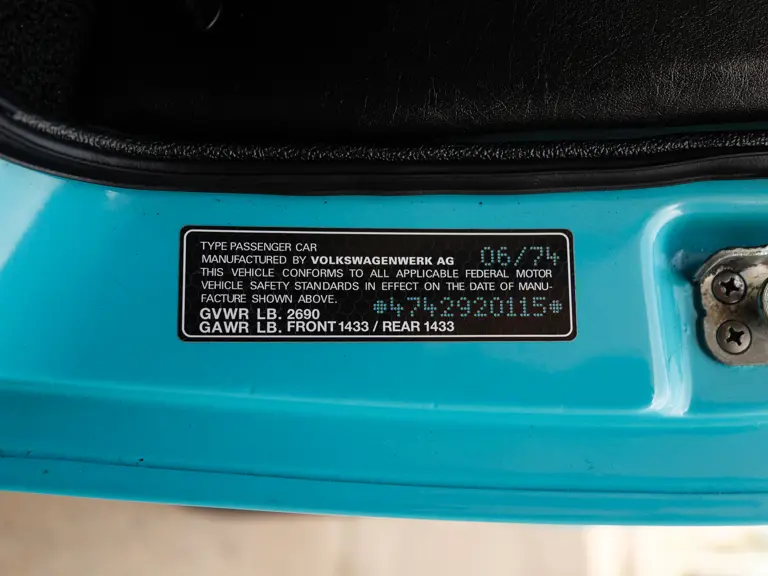 TYPE PASSENGER CAR
MANUFACTURED BY VOLKSWAGENWERK AG 06/74
THIS VEHICLE CONFORMS TO ALL APPLICABLE FEDERAL MOTOR
VEHICLE SAFETY STANDARDS IN EFFECT ON THE DATE OF MANU-
FACTURE SHOWN ABOVE. *4742920115*
GVWR LB. 2690
GAWR LB. FRONT 1433 / REAR 1433